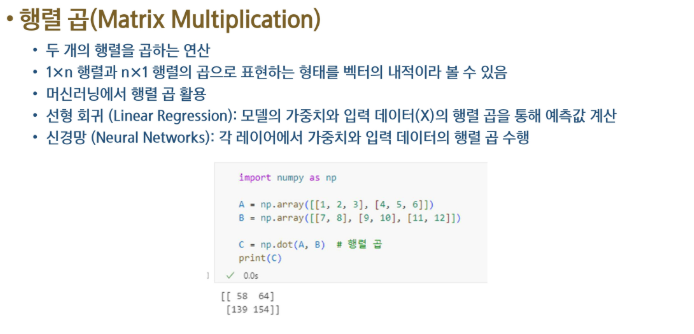 • 행렬 곱(Matrix Multiplication)
• 두 개의 행렬을 곱하는 연산
• 1×n 행렬과 n×1 행렬의 곱으로 표현하는 형태를 벡터의 내적이라 볼 수 있음
• 머신러닝에서 행렬 곱 활용
• 선형 회귀 (Linear Regression): 모델의 가중치와 입력 데이터(X)의 행렬 곱을 통해 예측값 계산
• 신경망 (Neural Networks): 각 레이어에서 가중치와 입력 데이터의 행렬 곱 수행
import numpy as np
A = np.array([[1, 2, 3], [4, 5, 6]])
B = np.array([[7, 8], [9, 10], [11, 12]])
C = np.dot(A, B)  # 행렬 곱
print(C)
✓ 0.0s
[[ 58  64]
 [139 154]]